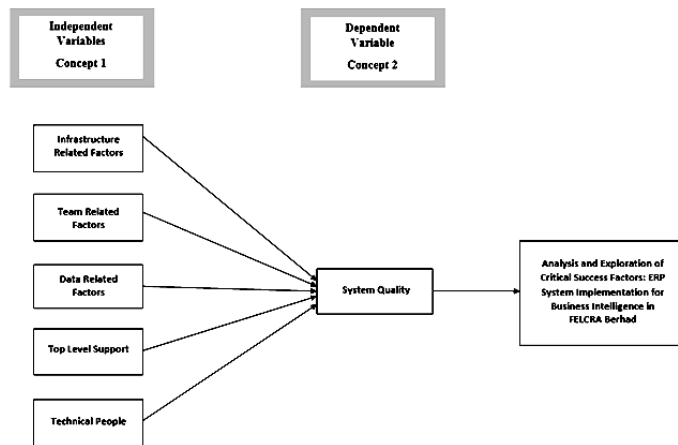 Independent
Variables
Concept 1
Dependent
Variable
Concept 2
Infrastructure
Related Factors
Team Related
Factors
Data Related
Factors
Top Level Support
Technical People
System Quality
Analysis and Exploration of
Critical Success Factors: ERP
System Implementation for
Business Intelligence in
FELCRA Berhad